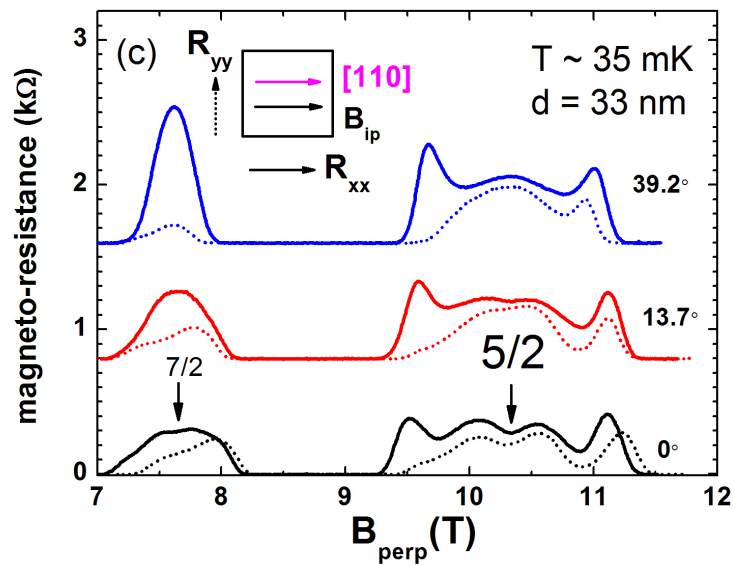 (c)
R_yy
[110]
B_ip
R_xx
T ~ 35 mK
d = 33 nm
39.2°
13.7°
7/2
5/2
0°
magneto-resistance (kΩ)
3
2
1
0
7 8 9 10 11 12
B_perp(T)